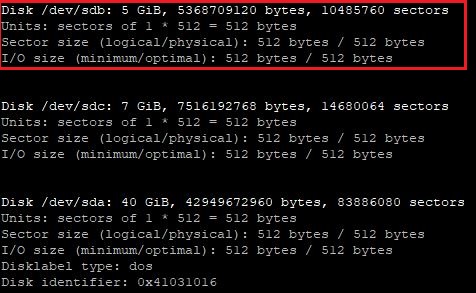 Disk /dev/sdb: 5 GiB, 5368709120 bytes, 10485760 sectors
Units: sectors of 1 * 512 = 512 bytes
Sector size (logical/physical): 512 bytes / 512 bytes
I/O size (minimum/optimal): 512 bytes / 512 bytes
Disk /dev/sdc: 7 GiB, 7516192768 bytes, 14680064 sectors
Units: sectors of 1 * 512 = 512 bytes
Sector size (logical/physical): 512 bytes / 512 bytes
I/O size (minimum/optimal): 512 bytes / 512 bytes
Disk /dev/sda: 40 GiB, 42949672960 bytes, 83886080 sectors
Units: sectors of 1 * 512 = 512 bytes
Sector size (logical/physical): 512 bytes / 512 bytes
I/O size (minimum/optimal): 512 bytes / 512 bytes
Disklabel type: dos
Disk identifier: 0x41031016